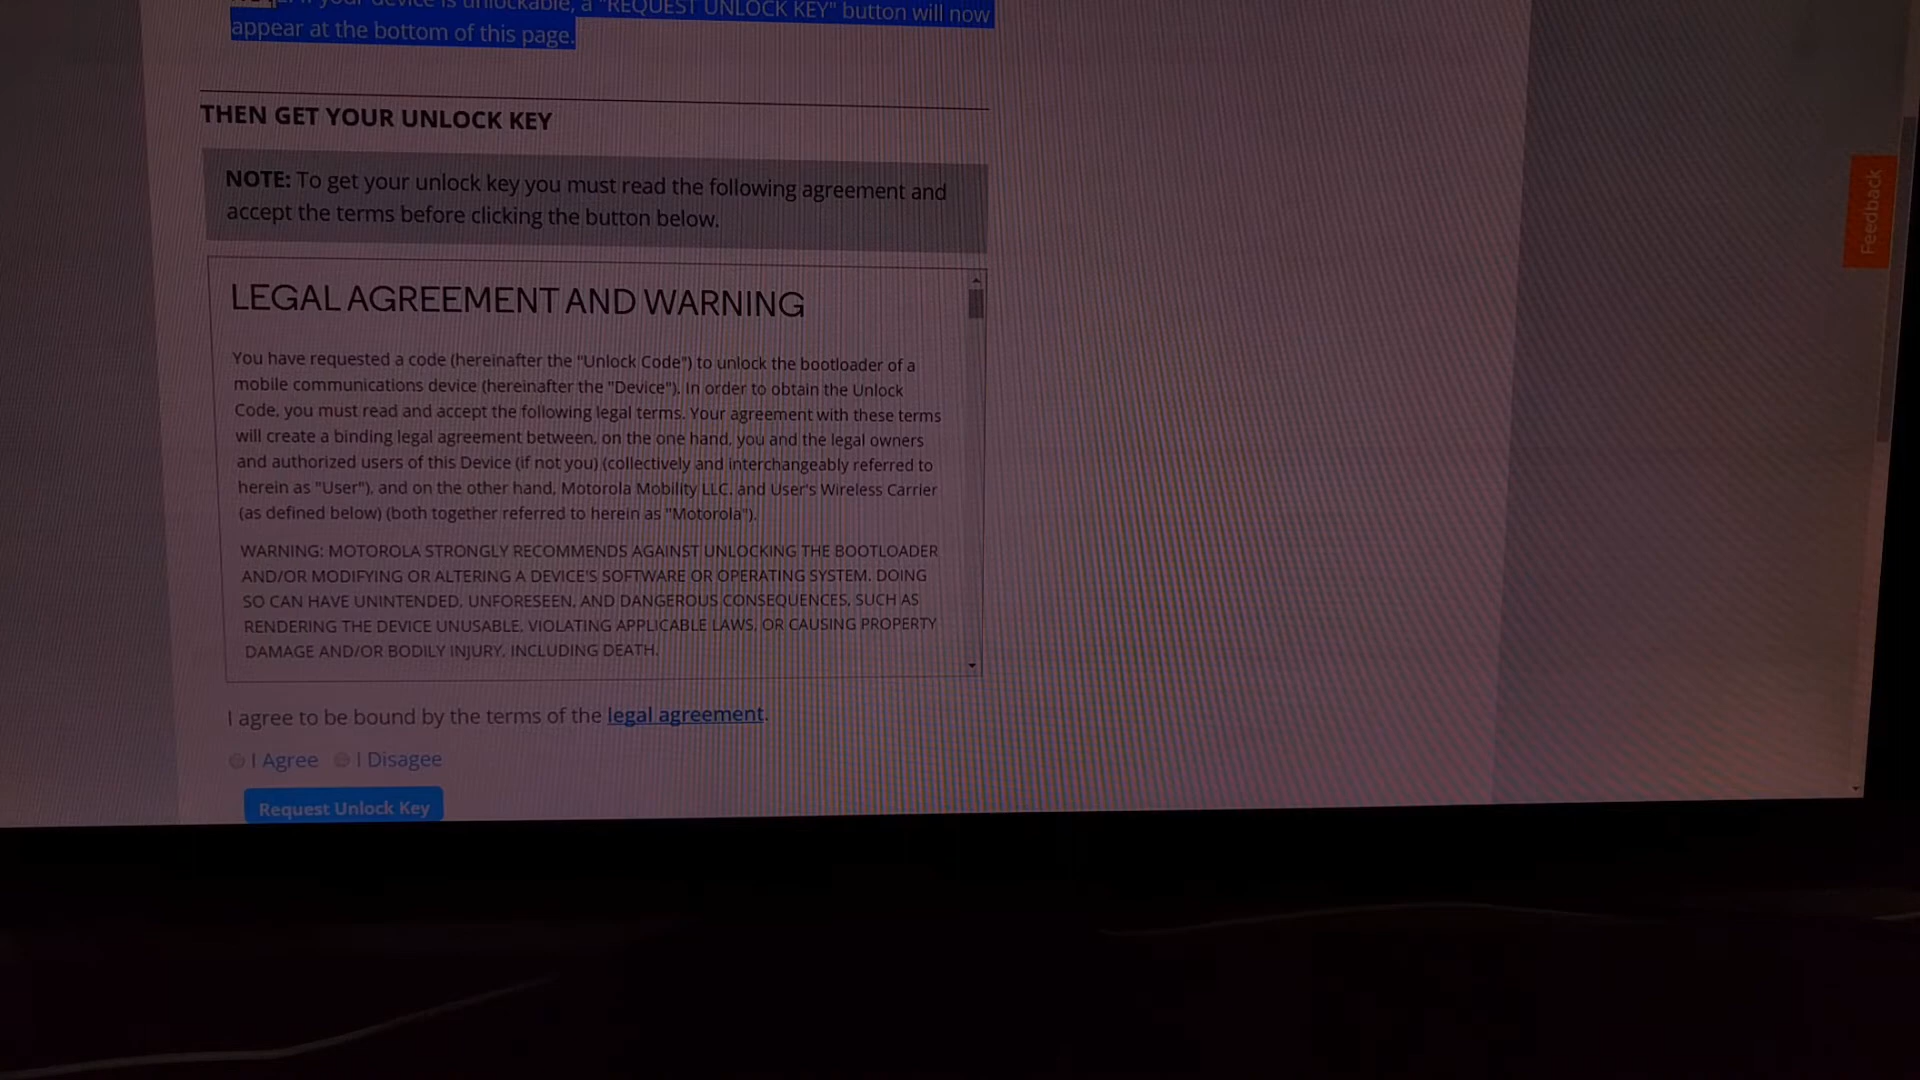 your device is unlockable, a "REQUEST UNLOCK KEY" button will now
appear at the bottom of this page.
THEN GET YOUR UNLOCK KEY
NOTE: To get your unlock key you must read the following agreement and
accept the terms before clicking the button below.
LEGAL AGREEMENT AND WARNING
You have requested a code (hereinafter the "Unlock Code") to unlock the bootloader of a
mobile communications device (hereinafter the "Device"). In order to obtain the Unlock
Code, you must read and accept the following legal terms. Your agreement with these terms
will create a binding legal agreement between, on the one hand, you and the legal owners
and authorized users of this Device (if not you) (collectively and interchangeably referred to
herein as "User"), and on the other hand, Motorola Mobility LLC. and User's Wireless Carrier
(as defined below) (both together referred to herein as "Motorola").
WARNING: MOTOROLA STRONGLY RECOMMENDS AGAINST UNLOCKING THE BOOTLOADER
AND/OR MODIFYING OR ALTERING A DEVICE'S SOFTWARE OR OPERATING SYSTEM. DOING
SO CAN HAVE UNINTENDED, UNFORESEEN, AND DANGEROUS CONSEQUENCES, SUCH AS
RENDERING THE DEVICE UNUSABLE, VIOLATING APPLICABLE LAWS, OR CAUSING PROPERTY
DAMAGE AND/OR BODILY INJURY, INCLUDING DEATH.
I agree to be bound by the terms of the legal agreement.
I Agree I Disagee
Request Unlock Key
Feedback